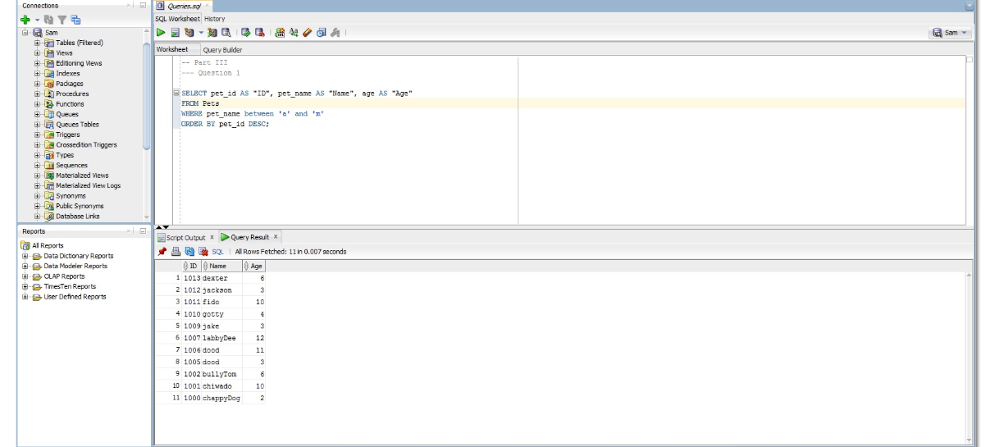 Connections
Sam
Tables (Filtered)
Views
Editioning Views
Indexes
Packages
Procedures
Functions
Queues
Queues Tables
Triggers
Crossedition Triggers
Types
Sequences
Materialized Views
Materialized View Logs
Synonyms
Public Synonyms
Database Links
Reports
All Reports
Data Dictionary Reports
Data Modeler Reports
OLAP Reports
TimesTen Reports
User Defined Reports
Queries.sql
SQL Worksheet History
Sam
Worksheet Query Builder
-- Part III
--- Question 1
SELECT pet_id AS "ID", pet_name AS "Name", age AS "Age"
FROM Pets
WHERE pet_name between 'a' and 'm'
ORDER BY pet_id DESC;
Script Output x Query Result x
SQL | All Rows Fetched: 11 in 0.007 seconds
ID Name Age
1 1013 dexter 6
2 1012 jackson 3
3 1011 fido 10
4 1010 gotty 4
5 1009 jake 3
6 1007 labbyDee 12
7 1006 dood 11
8 1005 dood 3
9 1002 bullyTom 6
10 1001 chiwado 10
11 1000 chappyDog 2